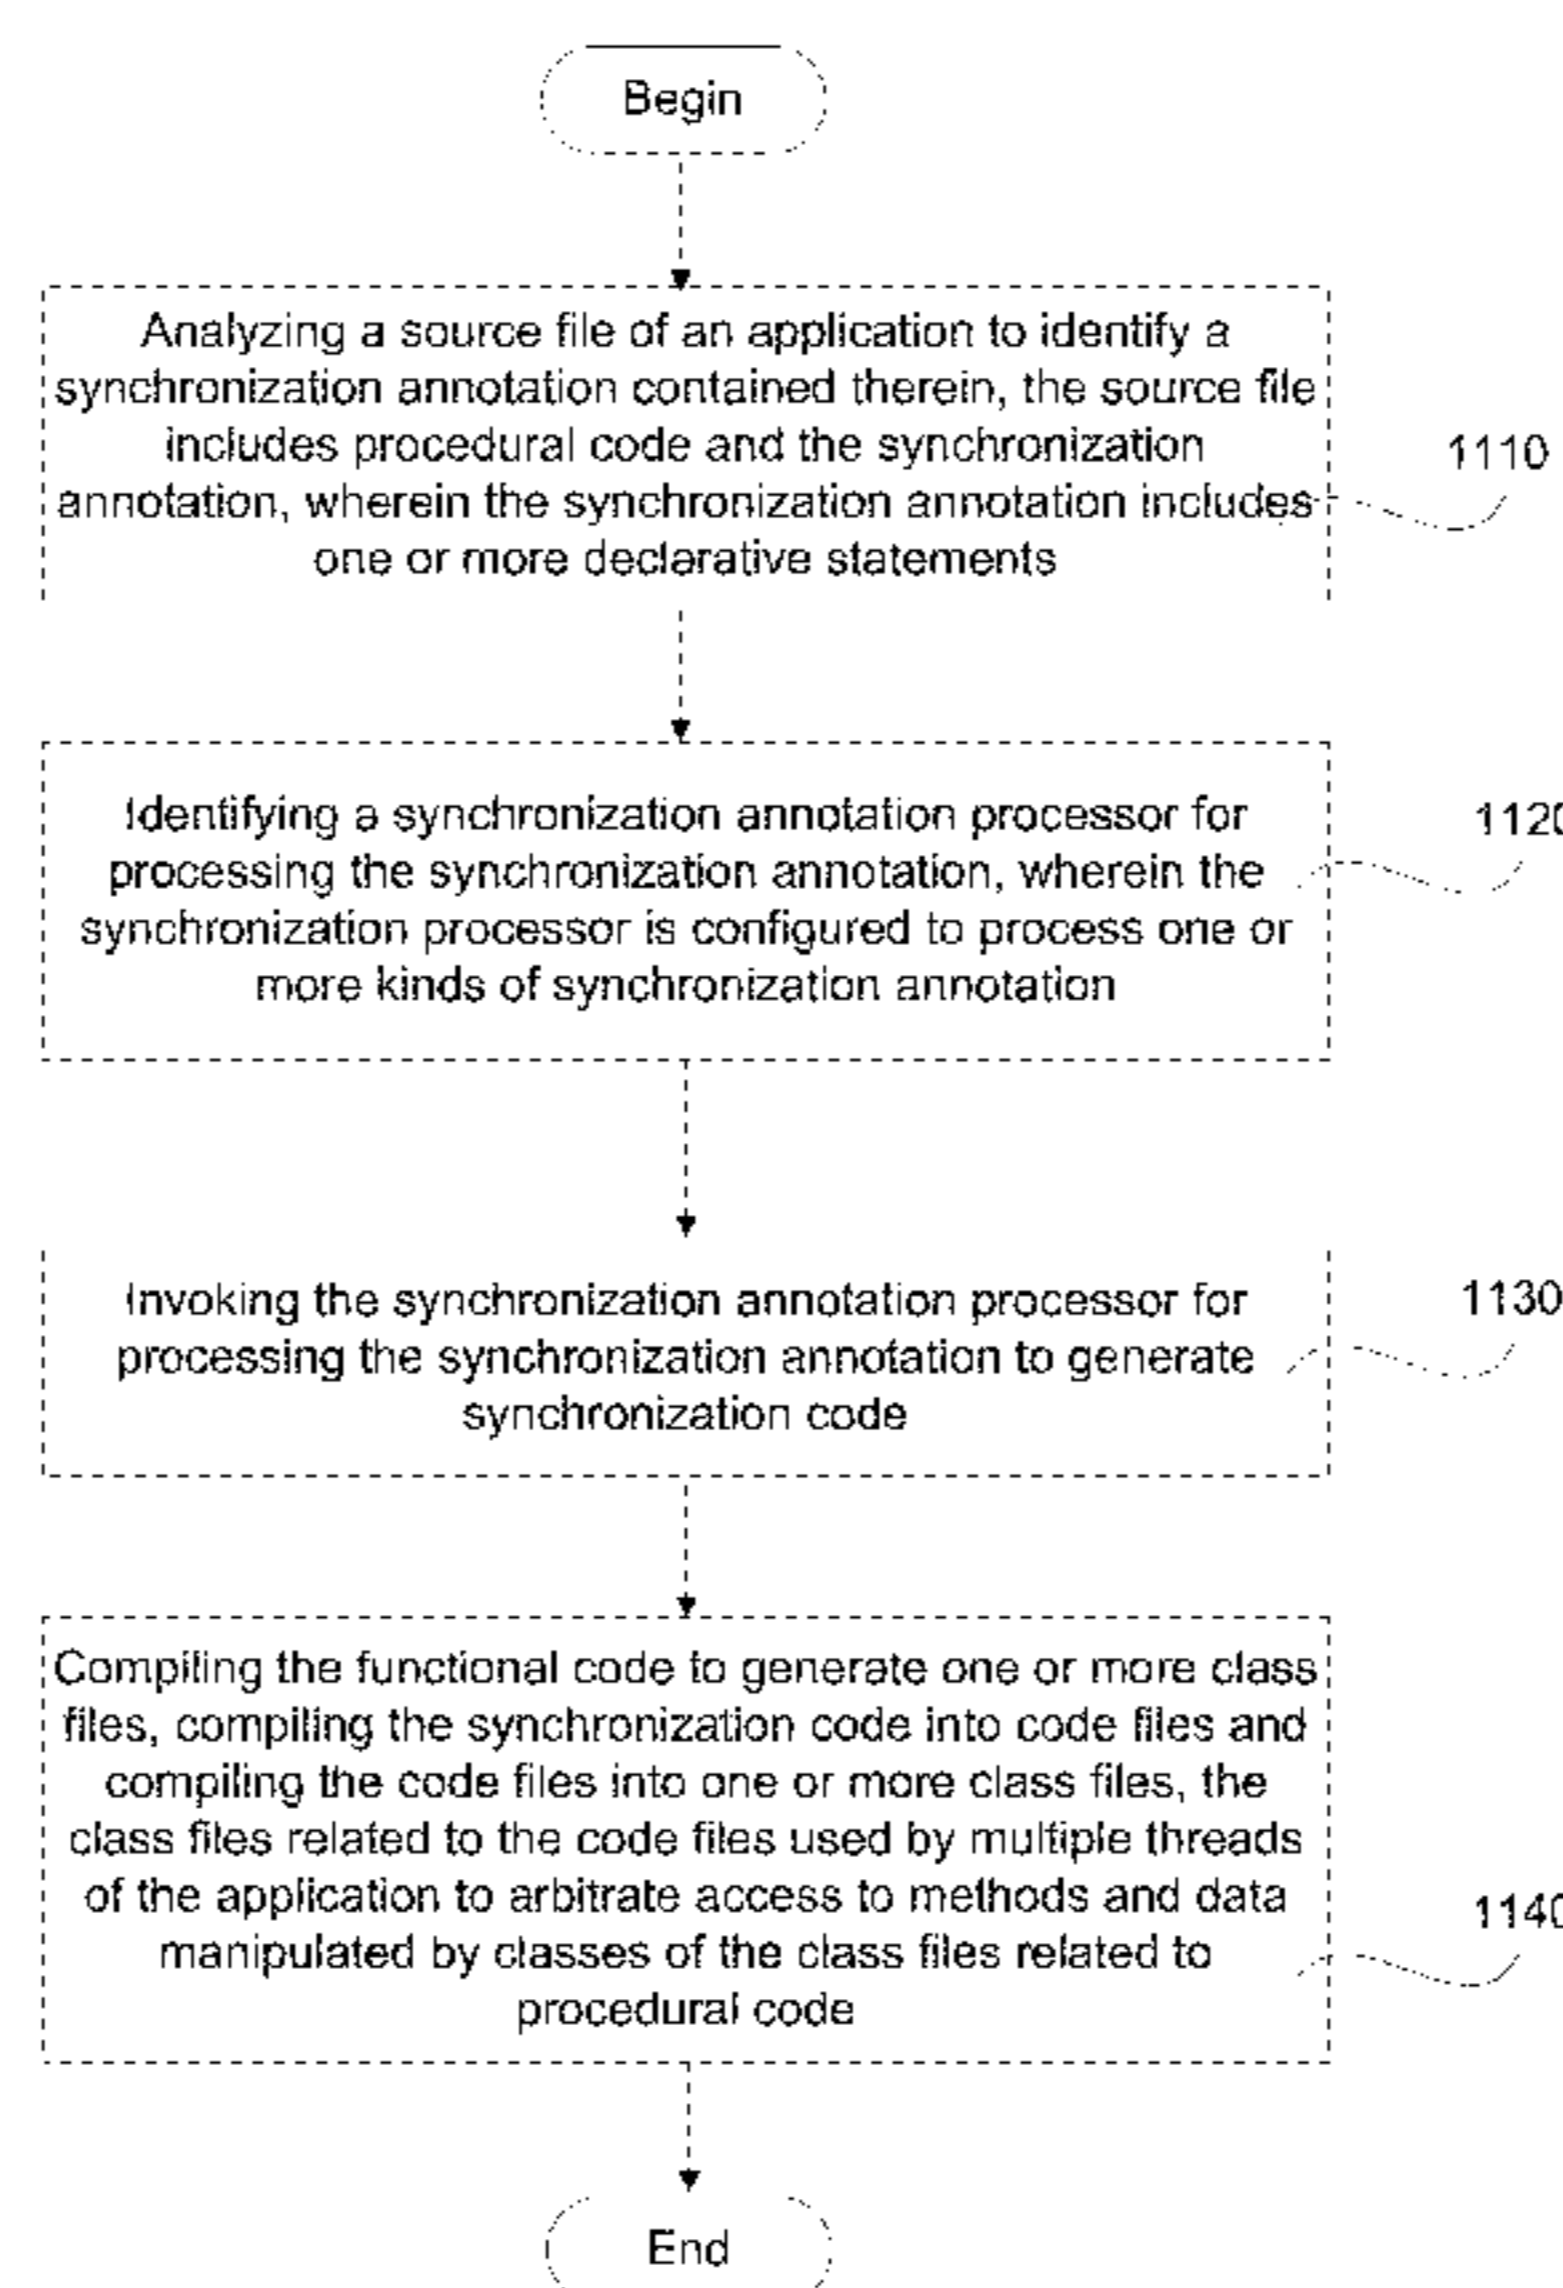 Begin
Analyzing a source file of an application to identify a
synchronization annotation contained therein, the source file
includes procedural code and the synchronization
annotation, wherein the synchronization annotation includes
one or more declarative statements
1110
Identifying a synchronization annotation processor for
processing the synchronization annotation, wherein the
synchronization processor is configured to process one or
more kinds of synchronization annotation
1120
Invoking the synchronization annotation processor for
processing the synchronization annotation to generate
synchronization code
1130
Compiling the functional code to generate one or more class
files, compiling the synchronization code into code files and
compiling the code files into one or more class files, the
class files related to the code files used by multiple threads
of the application to arbitrate access to methods and data
manipulated by classes of the class files related to
procedural code
1140
End